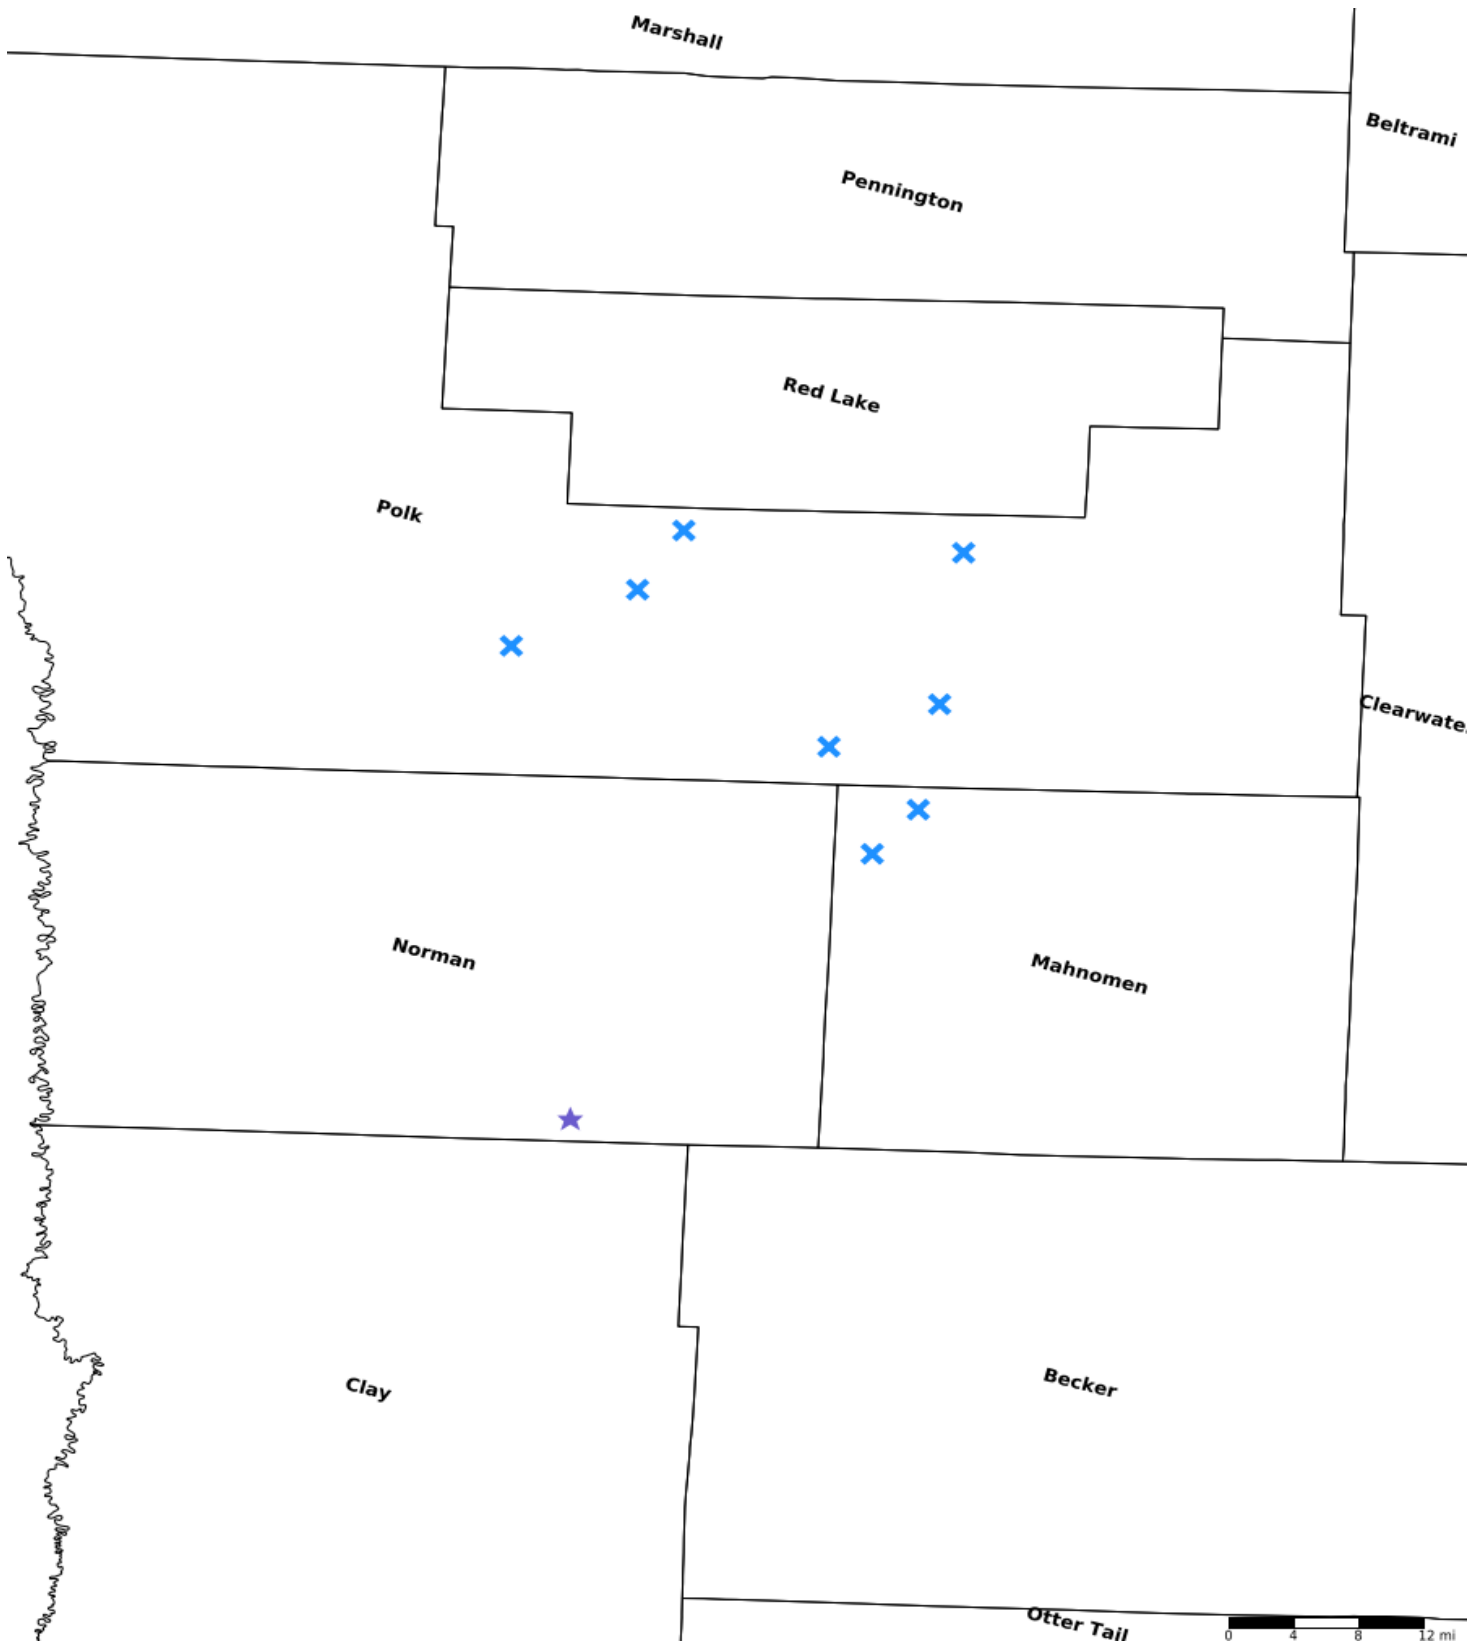 Marshall
Beltrami
Pennington
Red Lake
Polk
Clearwate
Norman
Mahnomen
Clay
Becker
Otter Tail
0 4 8 12 mi